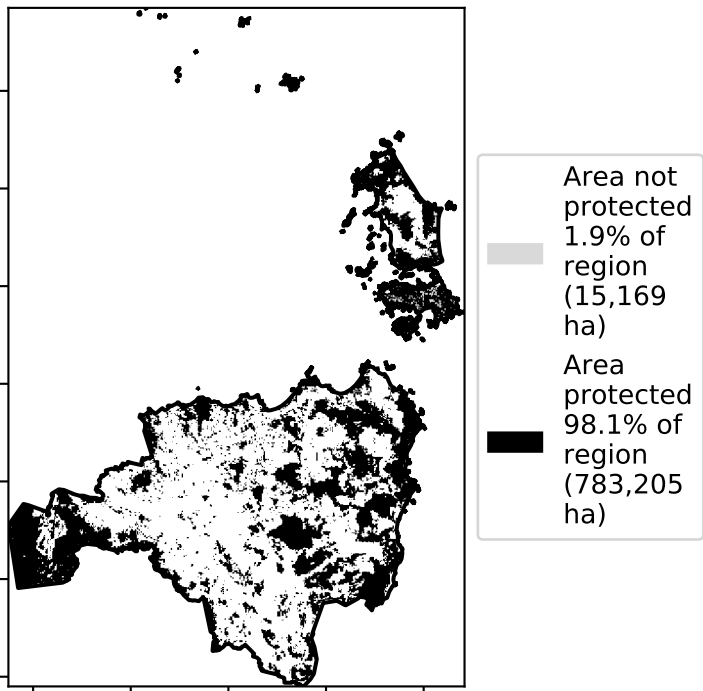 Area not
protected
1.9% of
region
(15,169
ha)
Area
protected
98.1% of
region
(783,205
ha)